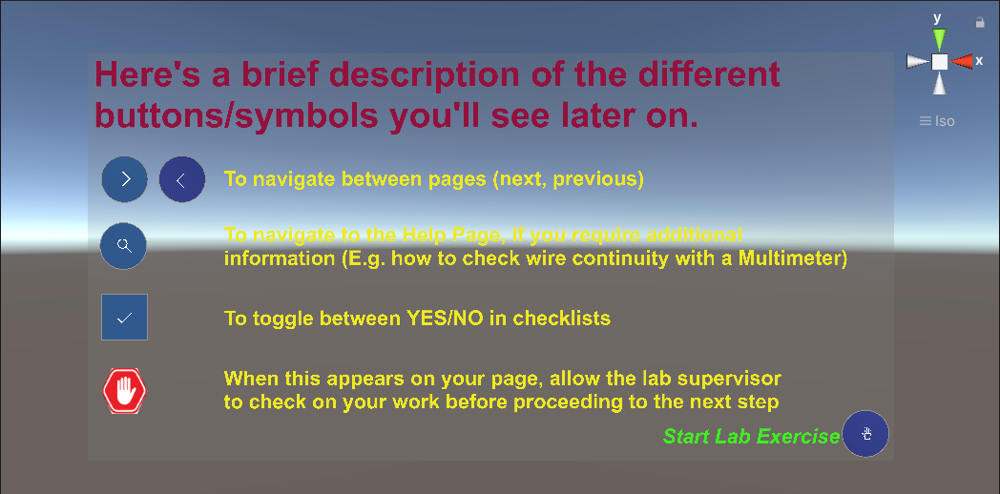 y
x
Iso
Here's a brief description of the different
buttons/symbols you'll see later on.
To navigate between pages (next, previous)
To navigate to the Help Page, if you require additional
information (E.g. how to check wire continuity with a Multimeter)
To toggle between YES/NO in checklists
When this appears on your page, allow the lab supervisor
to check on your work before proceeding to the next step
Start Lab Exercise